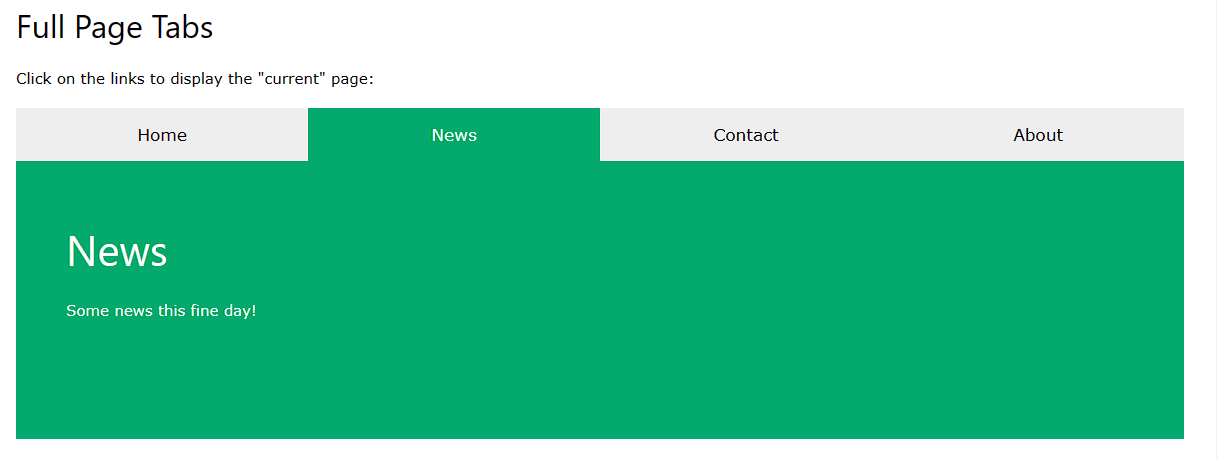 Full Page Tabs
Click on the links to display the "current" page:
Home News Contact About
News
Some news this fine day!